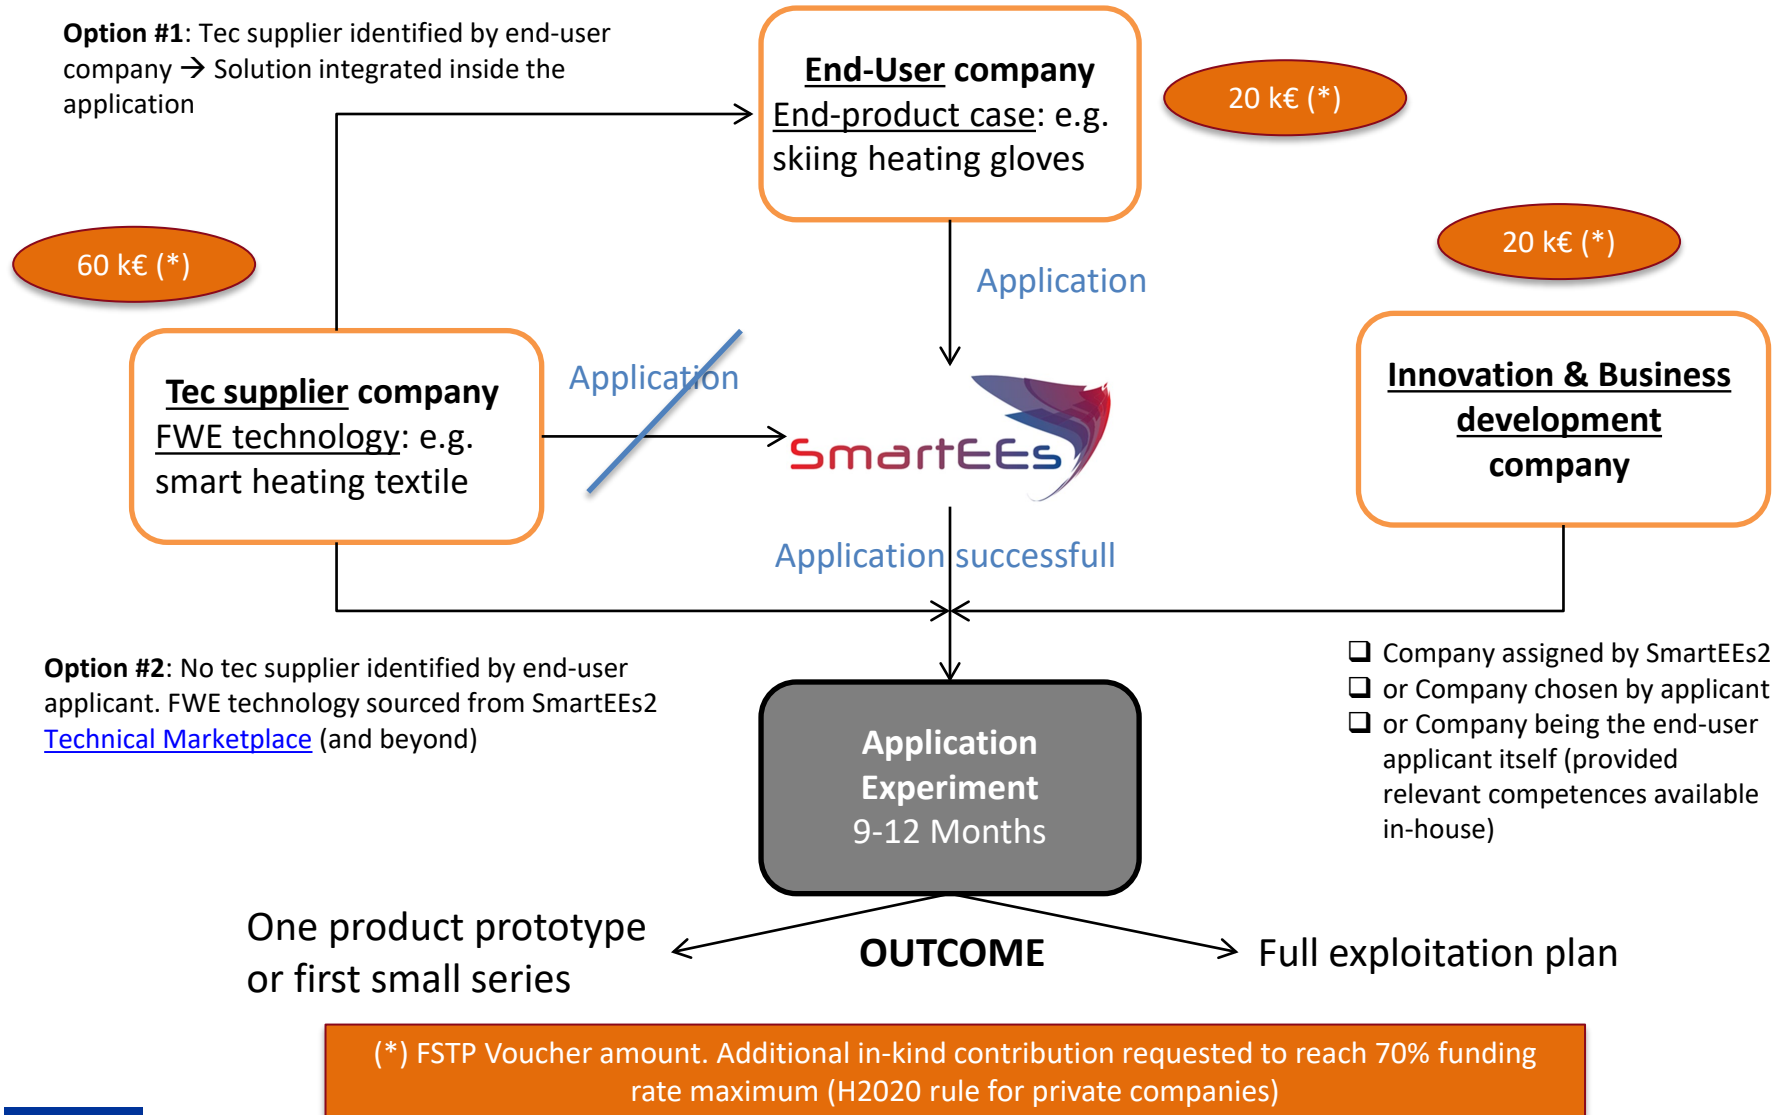 Option #1: Tec supplier identified by end-user
company → Solution integrated inside the
application
End-User company
End-product case: e.g.
skiing heating gloves
20 k€ (*)
60 k€ (*)
20 k€ (*)
Application
Tec supplier company
FWE technology: e.g.
smart heating textile
Application
SmartEEs
Innovation & Business
development
company
Application successfull
Option #2: No tec supplier identified by end-user
applicant. FWE technology sourced from SmartEEs2
Technical Marketplace (and beyond)
❑ Company assigned by SmartEEs2
❑ or Company chosen by applicant
❑ or Company being the end-user
applicant itself (provided
relevant competences available
in-house)
Application
Experiment
9-12 Months
One product prototype
or first small series
OUTCOME
Full exploitation plan
(*) FSTP Voucher amount. Additional in-kind contribution requested to reach 70% funding
rate maximum (H2020 rule for private companies)